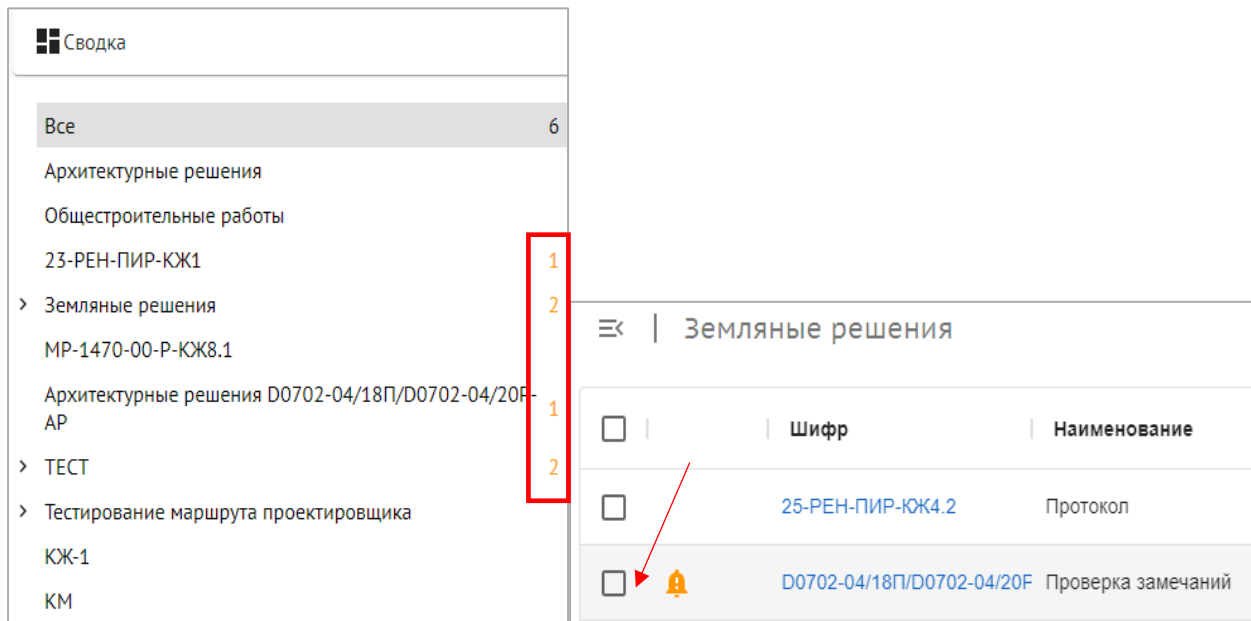 Сводка
Все 6
Архитектурные решения
Общестроительные работы
23-РЕН-ПИР-КЖ1 1
Земляные решения 2
МР-1470-00-Р-КЖ8.1
Архитектурные решения D0702-04/18П/D0702-04/20Р-
АР 1
ТЕСТ 2
Тестирование маршрута проектировщика
КЖ-1
КМ
Земляные решения
Шифр Наименование
25-РЕН-ПИР-КЖ4.2 Протокол
D0702-04/18П/D0702-04/20F Проверка замечаний